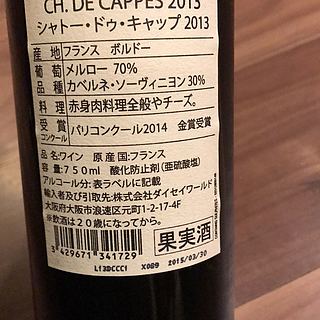 CH. DE CAPPES 2013
シャトー・ドゥ・キャップ 2013
産地 フランス ボルドー
葡萄 メルロー 70%
品種 カベルネ・ソーヴィニヨン 30%
料理 赤身肉料理全般やチーズ。
受賞 パリコンクール2014 金賞受賞
コンクール
品名:ワイン 原産国:フランス
容量:750ml 酸化防止剤(亜硫酸塩)
アルコール分:表ラベルに記載
輸入者及び引取先:株式会社ダイセイワールド
大阪府大阪市浪速区元町1-2-17-4F
※飲酒は20歳になってから。
果実酒
3 429671 341729
L13DCCC1 X089 2015/03/30